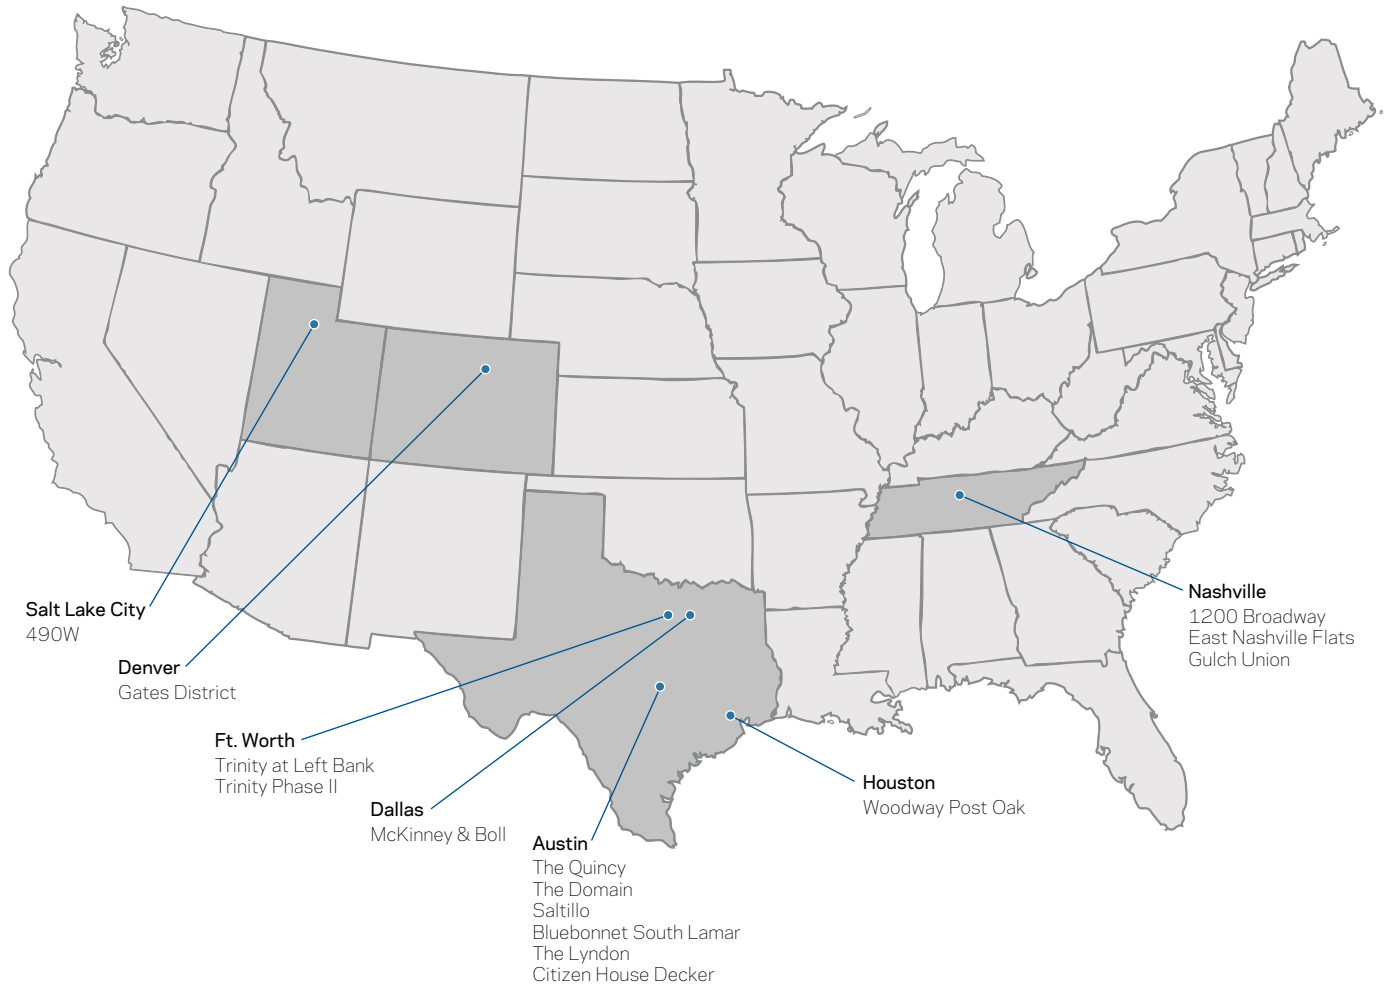 Salt Lake City
490W
Denver
Gates District
Ft. Worth
Trinity at Left Bank
Trinity Phase II
Dallas
McKinney & Boll
Austin
The Quincy
The Domain
Saltillo
Bluebonnet South Lamar
The Lyndon
Citizen House Decker
Houston
Woodway Post Oak
Nashville
1200 Broadway
East Nashville Flats
Gulch Union